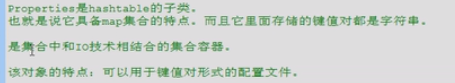 Properties是hashtable的子类。
也就是说它具备map集合的特点。而且它里面存储的键值对都是字符串。
是集合中和IO技术相结合的集合容器。
该对象的特点：可以用于键值对形式的配置文件。